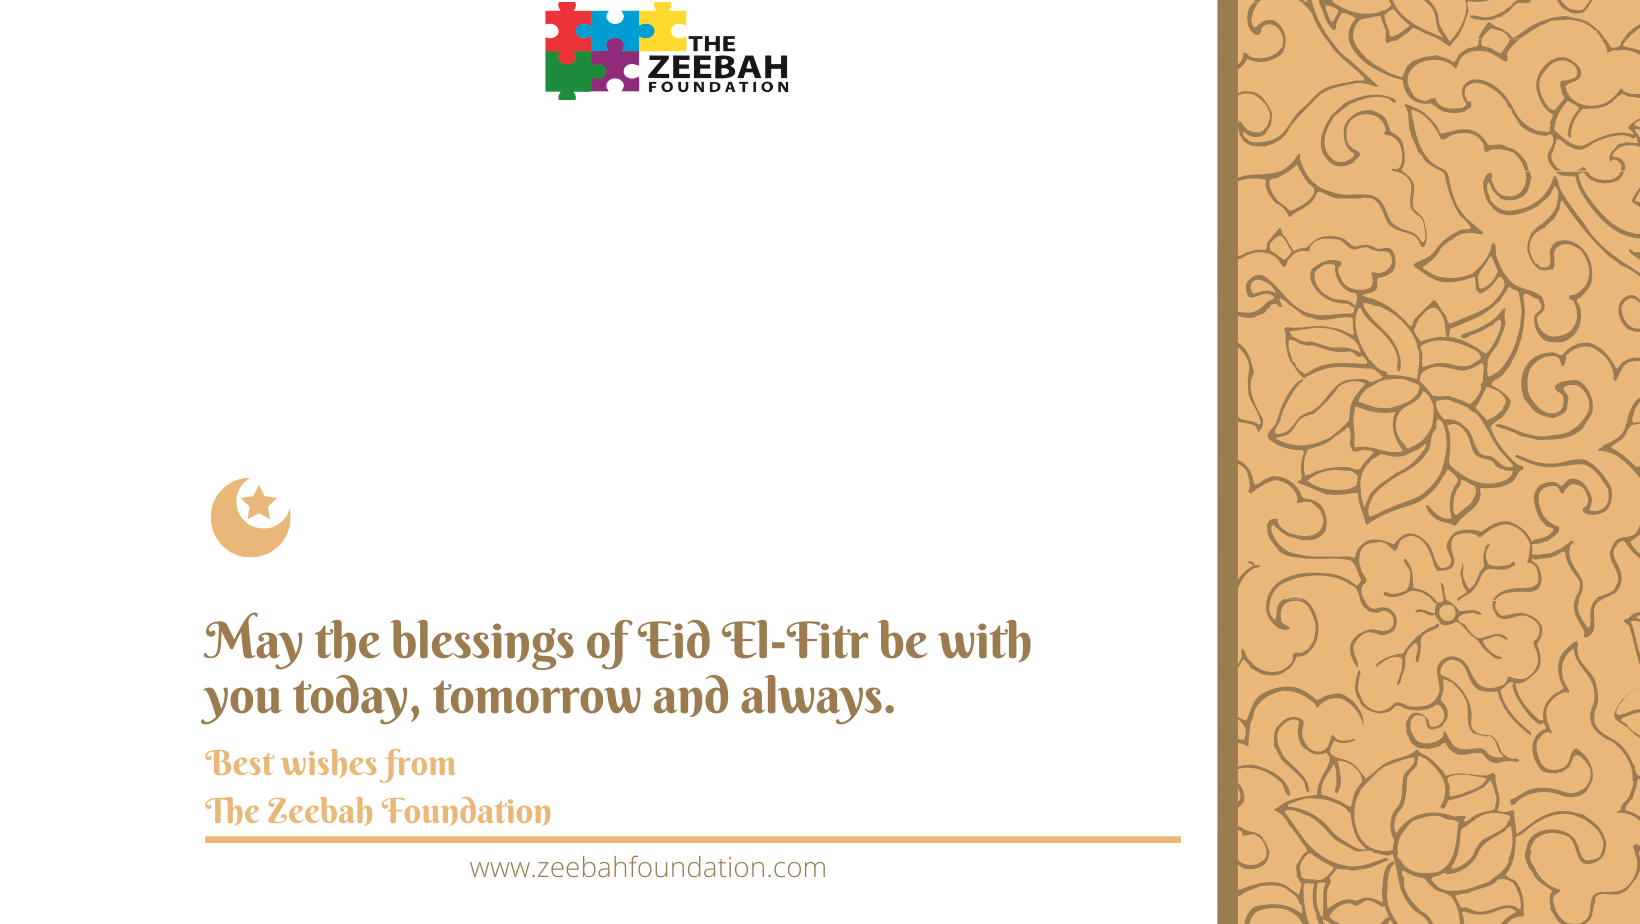 THE
ZEEBAH
FOUNDATION
May the blessings of Eid El-Fitr be with
you today, tomorrow and always.
Best wishes from
The Zeebah Foundation
www.zeebahfoundation.com